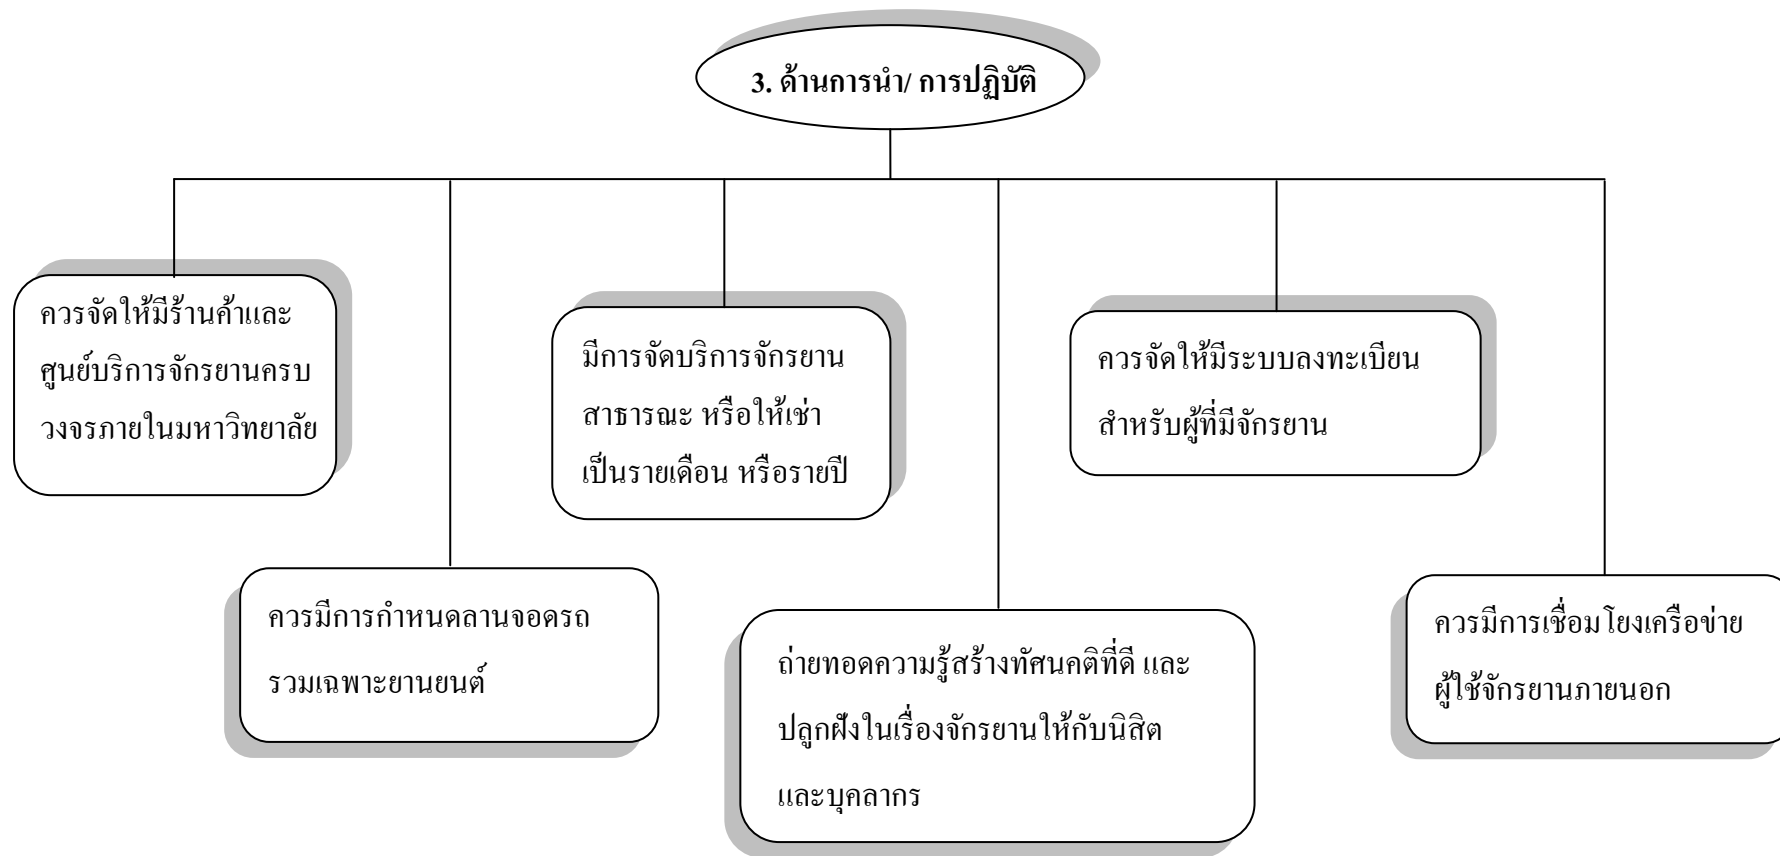 3. ด้านการนำ/ การปฏิบัติ
ควรจัดให้มีร้านค้าและ
ศูนย์บริการจักรยานครบ
วงจรภายในมหาวิทยาลัย
ควรมีการกำหนดลานจอดรถ
รวมเฉพาะยานยนต์
มีการจัดบริการจักรยาน
สาธารณะ หรือให้เช่า
เป็นรายเดือน หรือรายปี
ถ่ายทอดความรู้สร้างทัศนคติที่ดี และ
ปลูกฝังในเรื่องจักรยานให้กับนิสิต
และบุคลากร
ควรจัดให้มีระบบลงทะเบียน
สำหรับผู้ที่มีจักรยาน
ควรมีการเชื่อมโยงเครือข่าย
ผู้ใช้จักรยานภายนอก